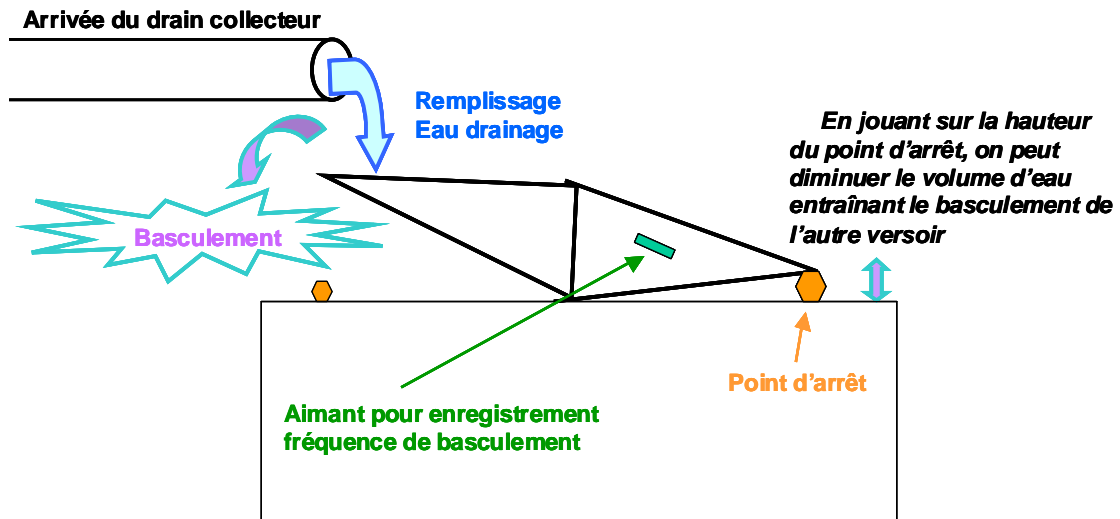 Arrivée du drain collecteur
Remplissage
Eau drainage
En jouant sur la hauteur
du point d'arrêt, on peut
diminuer le volume d'eau
entraînant le basculement de
l'autre versoir
Basculement
Point d'arrêt
Aimant pour enregistrement
fréquence de basculement